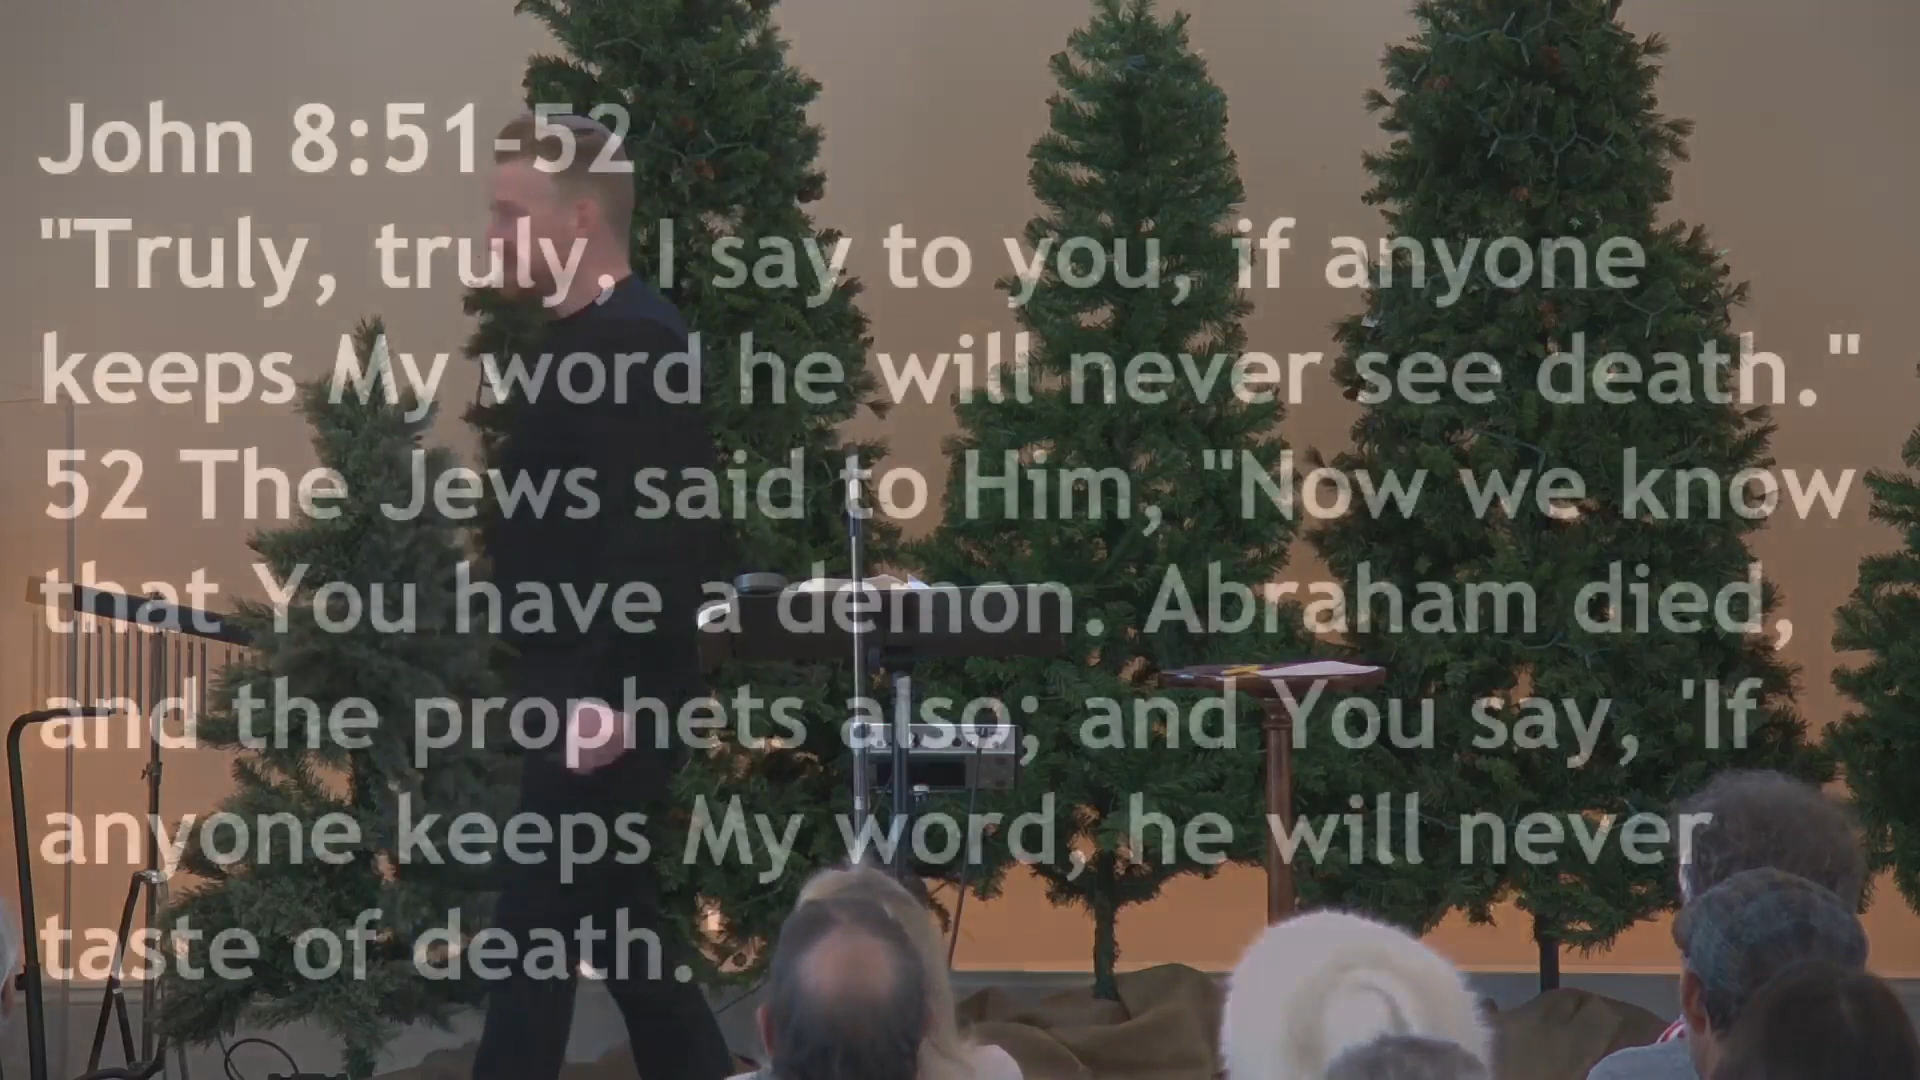 John 8:51-52
"Truly, truly, I say to you, if anyone
keeps My word he will never see death."
52 The Jews said to Him, "Now we know
that You have a demon. Abraham died,
and the prophets also; and You say, 'If
anyone keeps My word, he will never
taste of death.'